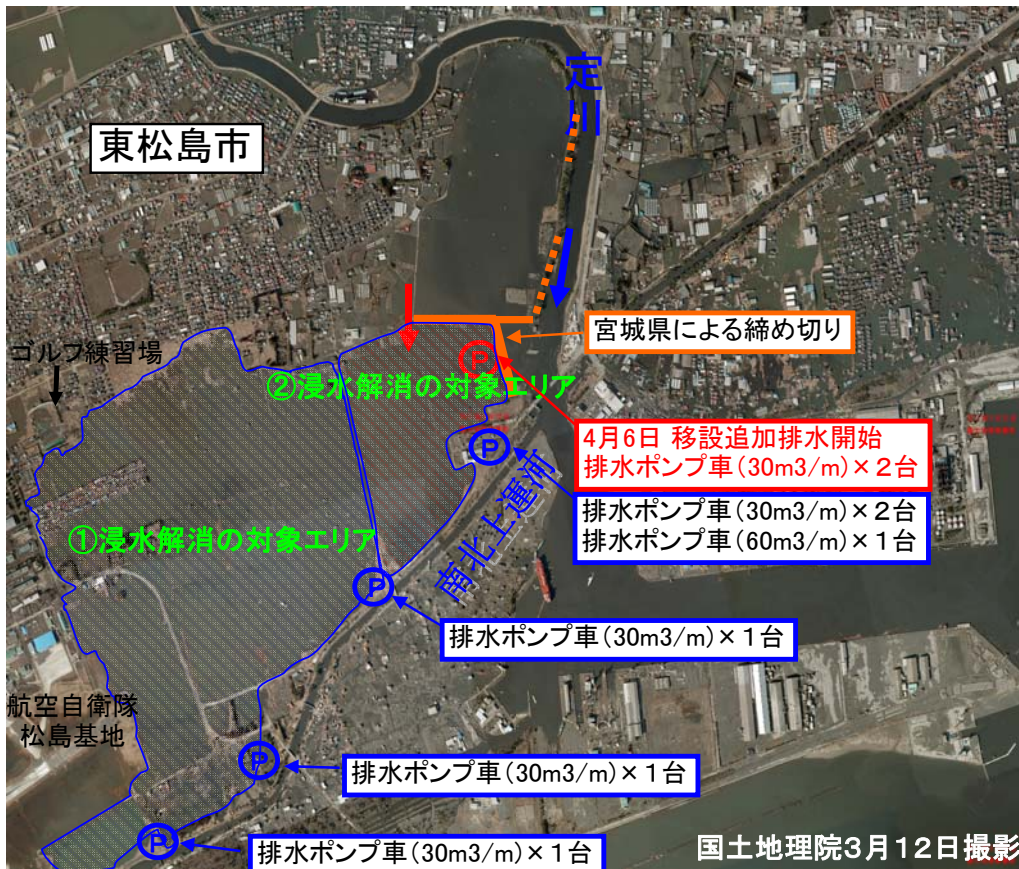 定川
東松島市
宮城県による締め切り
ゴルフ練習場
P
②浸水解消の対象エリア
4月6日 移設追加排水開始
排水ポンプ車(30m3/m)×2台
P
南北上運河
排水ポンプ車(30m3/m)×2台
排水ポンプ車(60m3/m)×1台
①浸水解消の対象エリア
P
排水ポンプ車(30m3/m)×1台
航空自衛隊
松島基地
P
排水ポンプ車(30m3/m)×1台
P
排水ポンプ車(30m3/m)×1台
国土地理院3月12日撮影